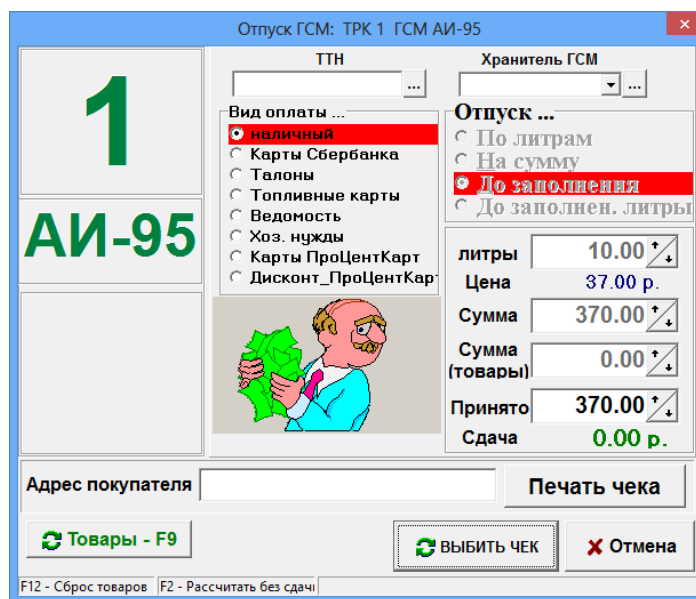 Отпуск ГСМ: ТРК 1 ГСМ АИ-95
×
1
АИ-95
ТТН
...
Хранитель ГСМ
...
Вид оплаты ...
наличный
Карты Сбербанка
Талоны
Топливные карты
Ведомость
Хоз. нужды
Карты ПроЦентКарт
Дисконт_ПроЦентКар
Отпуск ...
По литрам
На сумму
До заполнения
До заполнен. литры
литры 10.00
Цена 37.00 р.
Сумма 370.00
Сумма
(товары) 0.00
Принято 370.00
Сдача 0.00 р.
Адрес покупателя
Печать чека
Товары - F9
ВЫБИТЬ ЧЕК
Отмена
F12 - Сброс товаров F2 - Рассчитать без сдачи